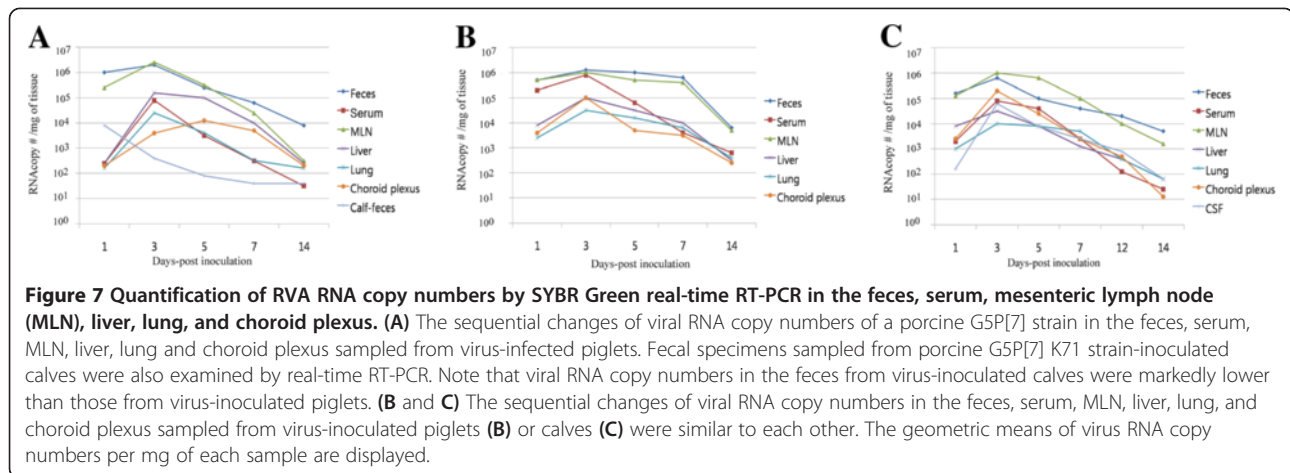 A
B
C
10⁷
10⁶
10⁵
10⁴
10³
10²
10¹
10⁰
RNAcopy # /mg of tissue
1
3
5
7
14
Days-post inoculation
Feces
Serum
MLN
Liver
Lung
Choroid plexus
Calf-feces
10⁷
10⁶
10⁵
10⁴
10³
10²
10¹
10⁰
RNAcopy # /mg of tissue
1
3
5
7
14
Days-post inoculation
Feces
Serum
MLN
Liver
Lung
Choroid plexus
10⁷
10⁶
10⁵
10⁴
10³
10²
10¹
10⁰
RNAcopy # /mg of tissue
1
3
5
7
12
14
Days-post inoculation
Feces
Serum
MLN
Liver
Lung
Choroid plexus
CSF
Figure 7 Quantification of RVA RNA copy numbers by SYBR Green real-time RT-PCR in the feces, serum, mesenteric lymph node
(MLN), liver, lung, and choroid plexus. (A) The sequential changes of viral RNA copy numbers of a porcine G5P[7] strain in the feces, serum,
MLN, liver, lung and choroid plexus sampled from virus-infected piglets. Fecal specimens sampled from porcine G5P[7] K71 strain-inoculated
calves were also examined by real-time RT-PCR. Note that viral RNA copy numbers in the feces from virus-inoculated calves were markedly lower
than those from virus-inoculated piglets. (B and C) The sequential changes of viral RNA copy numbers in the feces, serum, MLN, liver, lung, and
choroid plexus sampled from virus-inoculated piglets (B) or calves (C) were similar to each other. The geometric means of virus RNA copy
numbers per mg of each sample are displayed.